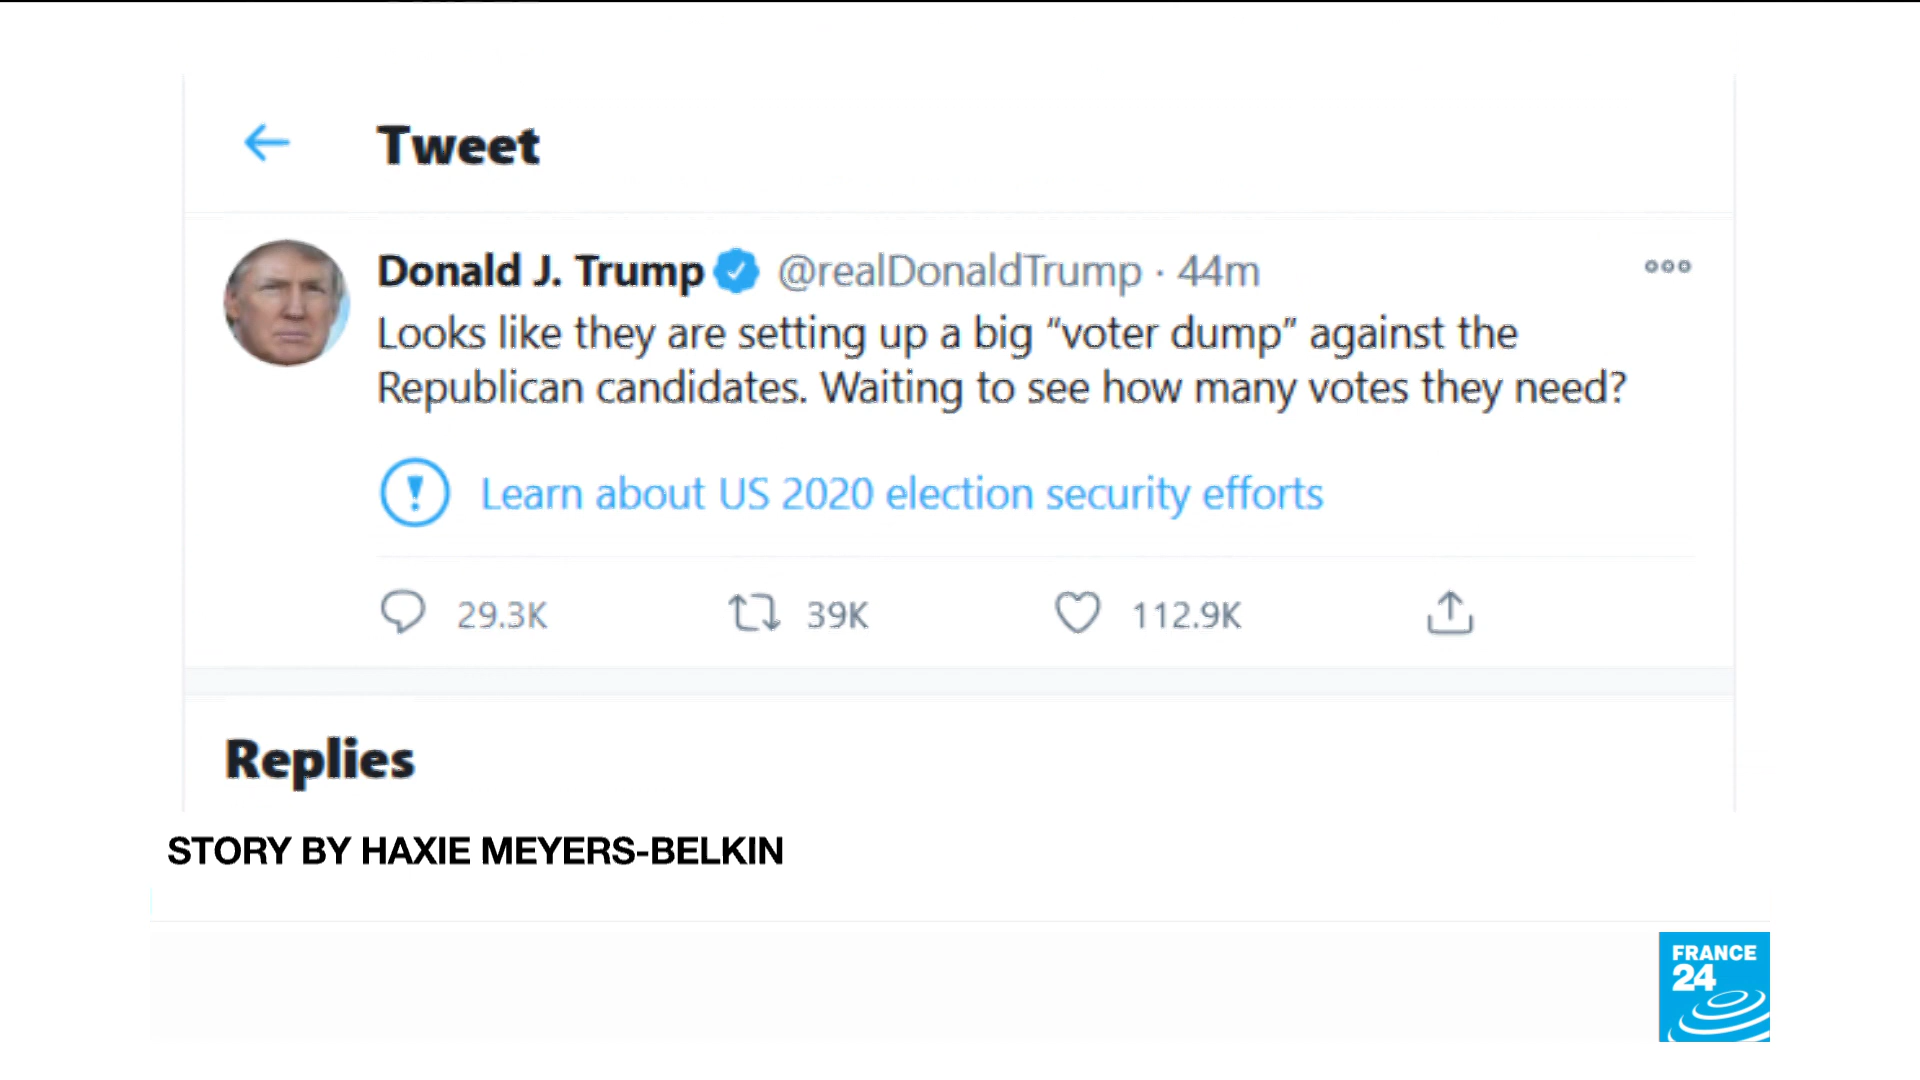 Tweet
Donald J. Trump @realDonaldTrump · 44m
Looks like they are setting up a big “voter dump” against the
Republican candidates. Waiting to see how many votes they need?
Learn about US 2020 election security efforts
29.3K 39K 112.9K
Replies
STORY BY HAXIE MEYERS-BELKIN
FRANCE
24